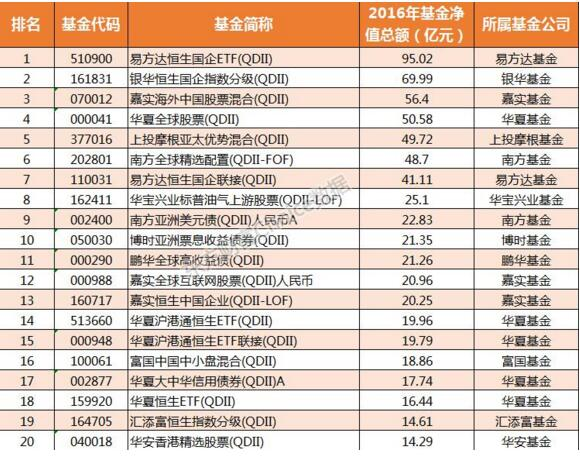 排名 基金代码 基金简称 2016年基金净值总额（亿元） 所属基金公司
1 510900 易方达恒生国企ETF(QDII) 95.02 易方达基金
2 161831 银华恒生国企指数分级(QDII) 69.99 银华基金
3 070012 嘉实海外中国股票混合(QDII) 56.4 嘉实基金
4 000041 华夏全球股票(QDII) 50.58 华夏基金
5 377016 上投摩根亚太优势混合(QDII) 49.72 上投摩根基金
6 202801 南方全球精选配置(QDII-FOF) 48.7 南方基金
7 110031 易方达恒生国企联接(QDII) 41.11 易方达基金
8 162411 华宝兴业标普油气上游股票(QDII-LOF) 25.1 华宝兴业基金
9 002400 南方亚洲美元债(QDII)人民币A 22.83 南方基金
10 050030 博时亚洲票息收益债券(QDII) 21.35 博时基金
11 000290 鹏华全球高收益债(QDII) 21.26 鹏华基金
12 000988 嘉实全球互联网股票(QDII)人民币 20.96 嘉实基金
13 160717 嘉实恒生中国企业(QDII-LOF) 20.25 嘉实基金
14 513660 华夏沪港通恒生ETF(QDII) 19.96 华夏基金
15 000948 华夏沪港通恒生ETF联接(QDII) 19.79 华夏基金
16 100061 富国中国中小盘混合(QDII) 18.86 富国基金
17 002877 华夏大中华信用债券(QDII)A 17.74 华夏基金
18 159920 华夏恒生ETF(QDII) 16.44 华夏基金
19 164705 汇添富恒生指数分级(QDII) 14.61 汇添富基金
20 040018 华安香港精选股票(QDII) 14.29 华安基金
东方财富Choice数据